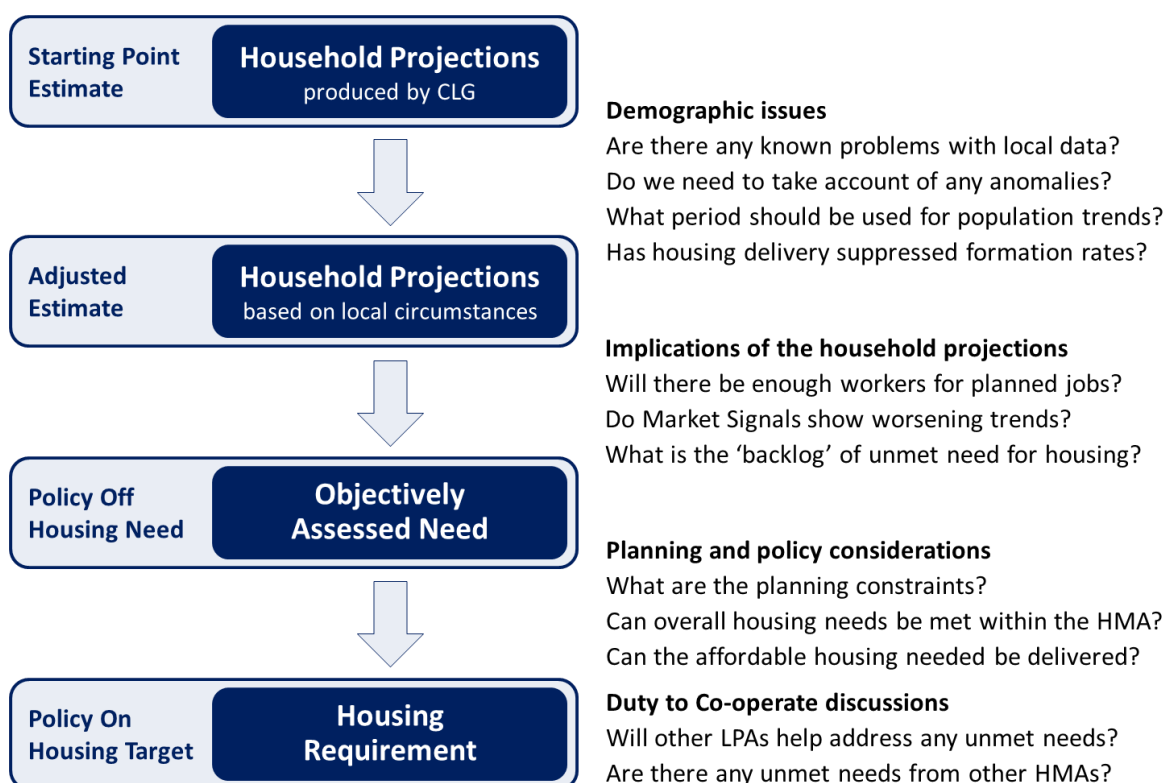 Starting Point
Estimate
Household Projections
produced by CLG
Demographic issues
Are there any known problems with local data?
Do we need to take account of any anomalies?
What period should be used for population trends?
Has housing delivery suppressed formation rates?
Adjusted
Estimate
Household Projections
based on local circumstances
Implications of the household projections
Will there be enough workers for planned jobs?
Do Market Signals show worsening trends?
What is the ‘backlog’ of unmet need for housing?
Policy Off
Housing Need
Objectively
Assessed Need
Planning and policy considerations
What are the planning constraints?
Can overall housing needs be met within the HMA?
Can the affordable housing needed be delivered?
Policy On
Housing Target
Housing
Requirement
Duty to Co-operate discussions
Will other LPAs help address any unmet needs?
Are there any unmet needs from other HMAs?